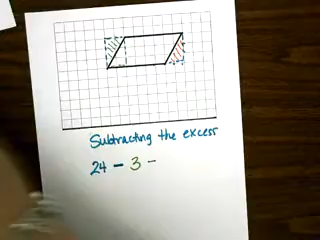 Subtracting the excess
24 - 3 -